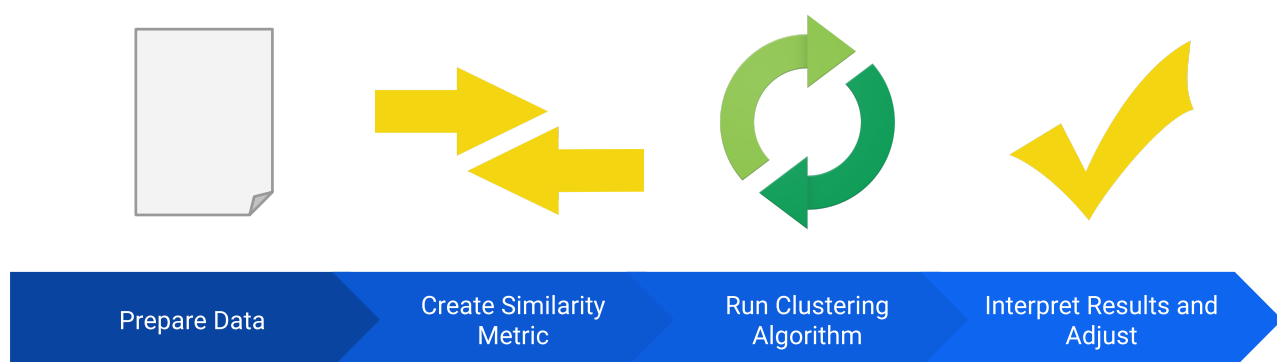 Prepare Data
Create Similarity
Metric
Run Clustering
Algorithm
Interpret Results and
Adjust